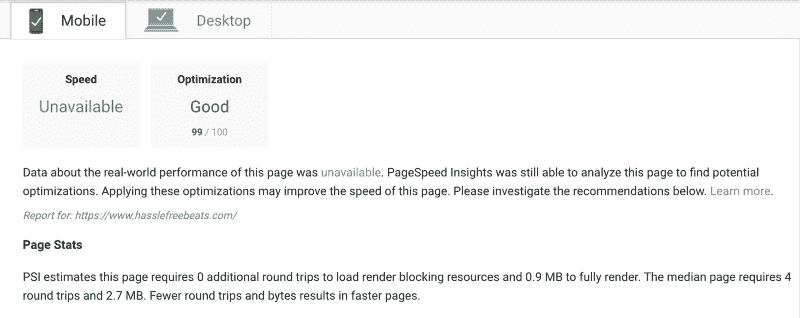 Mobile Desktop
Speed Optimization
Unavailable Good
99 / 100
Data about the real-world performance of this page was unavailable. PageSpeed Insights was still able to analyze this page to find potential
optimizations. Applying these optimizations may improve the speed of this page. Please investigate the recommendations below. Learn more.
Report for: https://www.hasslefreebeats.com/
Page Stats
PSI estimates this page requires 0 additional round trips to load render blocking resources and 0.9 MB to fully render. The median page requires 4
round trips and 2.7 MB. Fewer round trips and bytes results in faster pages.